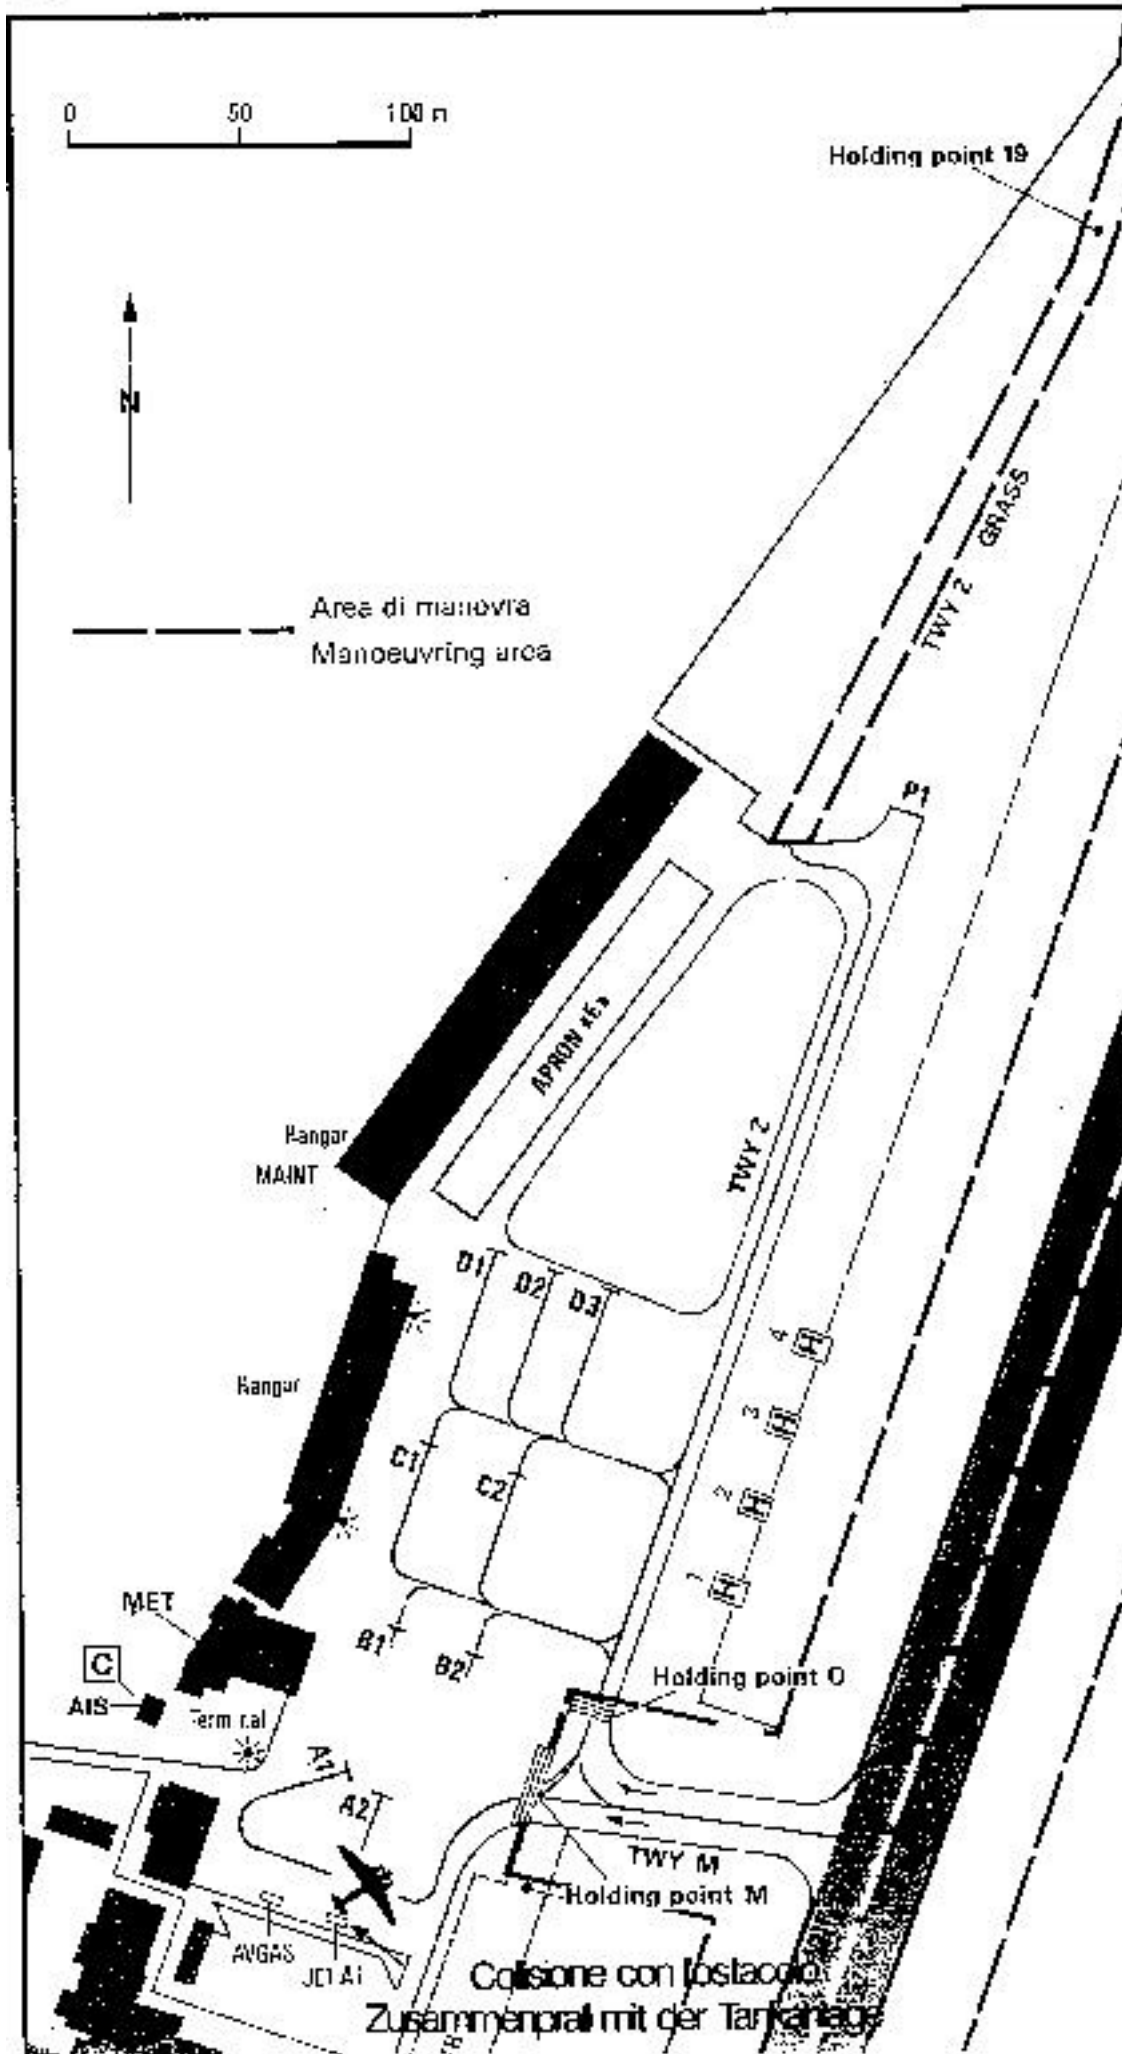 0 50 100 m
Holding point 19
N
Area di manovra
Manoeuvring area
TWY 2 GRASS
P1
APRON «6»
Hangar
MAINT
TWY 2
D1
D2
D3
4
Hangar
3
C1
C2
2
1
MET
B1
B2
C
Holding point O
AIS
Terminal
A1
A2
TWY M
Holding point M
AVGAS
JET A1
Collisione con l'ostacolo
Zusammenprall mit der Tankanlage
H
H
H
H